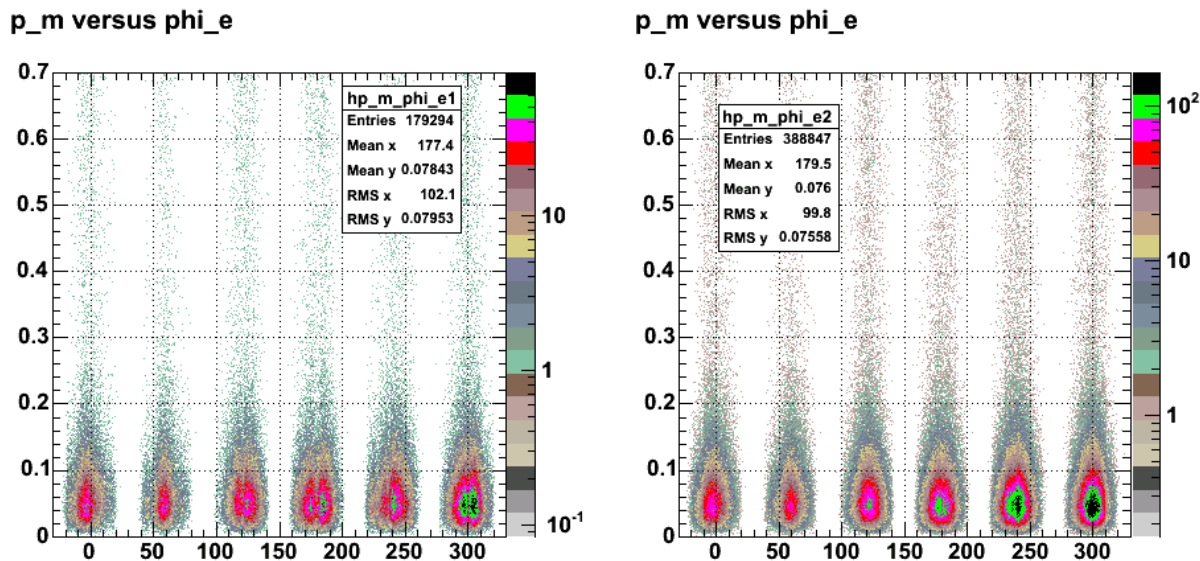 p_m versus phi_e
0.7
0.6
0.5
0.4
0.3
0.2
0.1
0
0 50 100 150 200 250 300
hp_m_phi_e1
Entries 179294
Mean x 177.4
Mean y 0.07843
RMS x 102.1
RMS y 0.07953
10
1
10^-1
p_m versus phi_e
0.7
0.6
0.5
0.4
0.3
0.2
0.1
0
0 50 100 150 200 250 300
hp_m_phi_e2
Entries 388847
Mean x 179.5
Mean y 0.076
RMS x 99.8
RMS y 0.07558
10^2
10
1